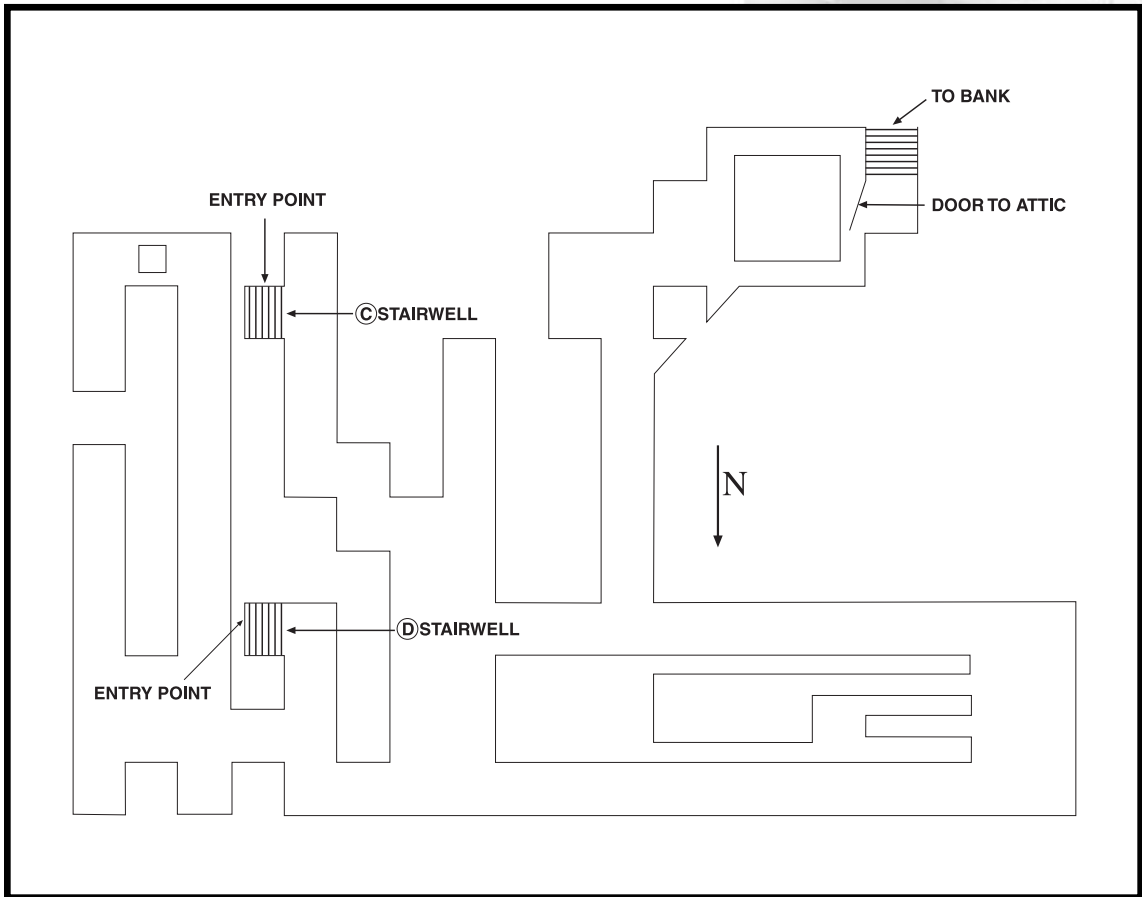 TO BANK
ENTRY POINT
DOOR TO ATTIC
Ⓒ STAIRWELL
N
Ⓓ STAIRWELL
ENTRY POINT